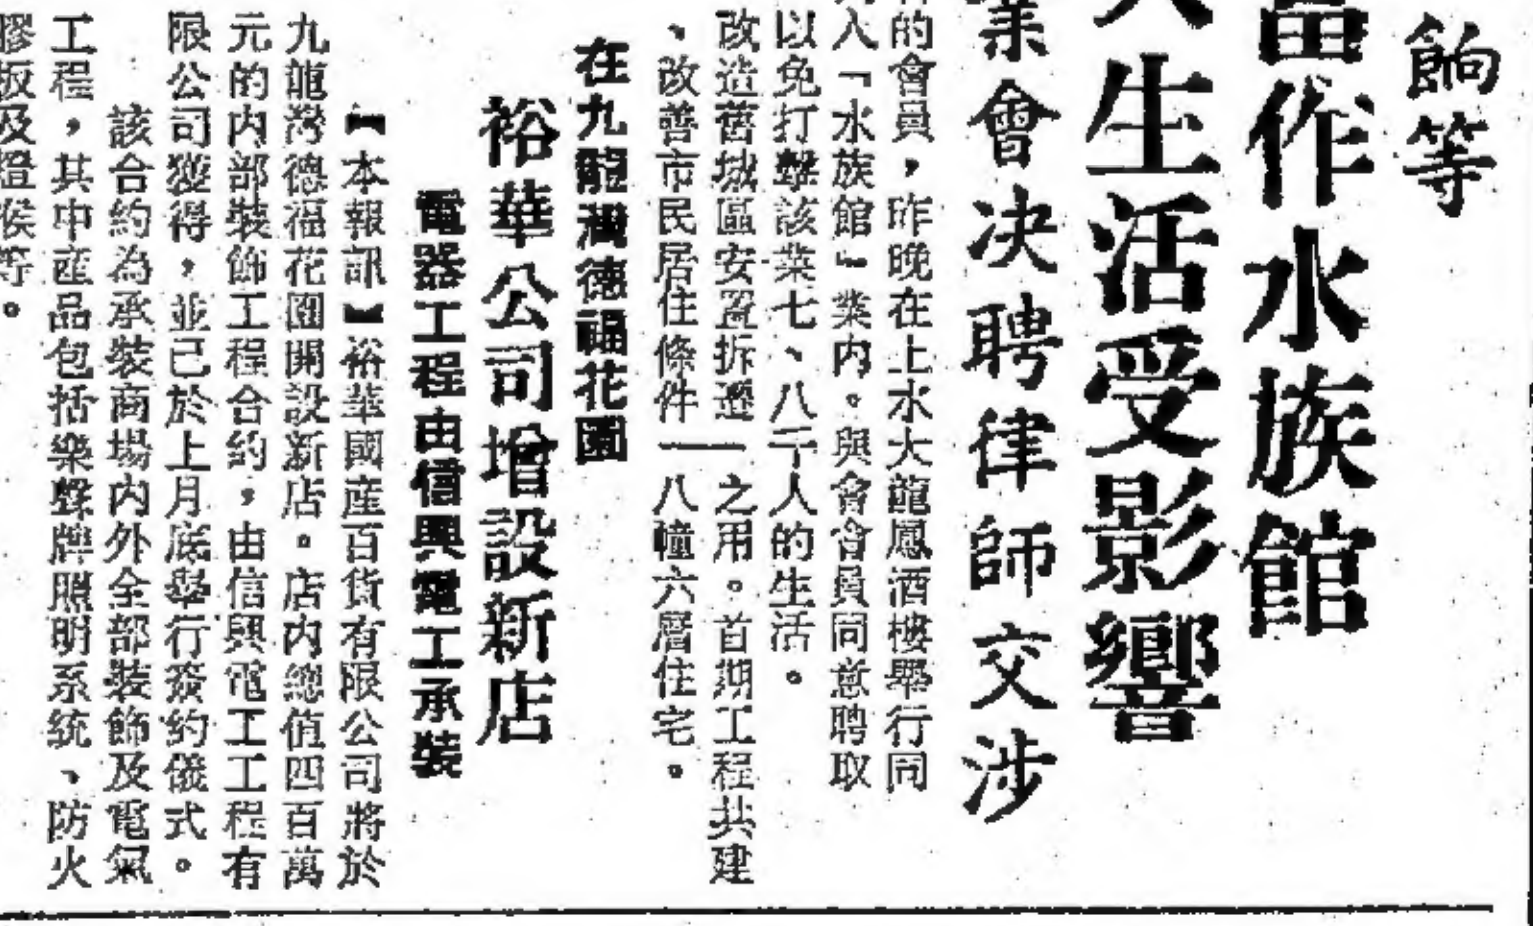 餉等
當作水族館
人生活受影響
業會决聘律師交涉
的會員，昨晚在上水大龍鳳酒樓舉行同
入「水族館」業内。與會會員同意聘取
以免打擊該業七、八千人的生活。
改造舊城區安置拆遷——之用。首期工程共建
、改善市民居住條件——八幢六層住宅。
在九龍灣德福花園
裕華公司增設新店
電器工程由信興電工承裝
【本報訊】裕華國産百貨有限公司將於
九龍灣德福花園開設新店。店内總值四百萬
元的内部裝飾工程合約，由信興電工工程有
限公司獲得，並已於上月底舉行簽約儀式。
該合約為承裝商場内外全部裝飾及電氣
工程，其中産品包括樂聲牌照明系統、防火
膠板及燈喉等。